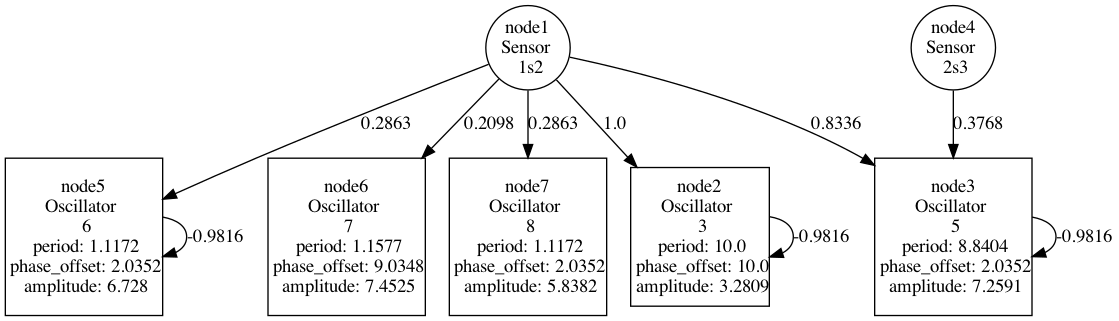 node1
Sensor
1s2
node4
Sensor
2s3
0.2863
0.2098
0.2863
1.0
0.8336
0.3768
node5
Oscillator
6
period: 1.1172
phase_offset: 2.0352
amplitude: 6.728
-0.9816
node6
Oscillator
7
period: 1.1577
phase_offset: 9.0348
amplitude: 7.4525
node7
Oscillator
8
period: 1.1172
phase_offset: 2.0352
amplitude: 5.8382
node2
Oscillator
3
period: 10.0
phase_offset: 10.0
amplitude: 3.2809
-0.9816
node3
Oscillator
5
period: 8.8404
phase_offset: 2.0352
amplitude: 7.2591
-0.9816